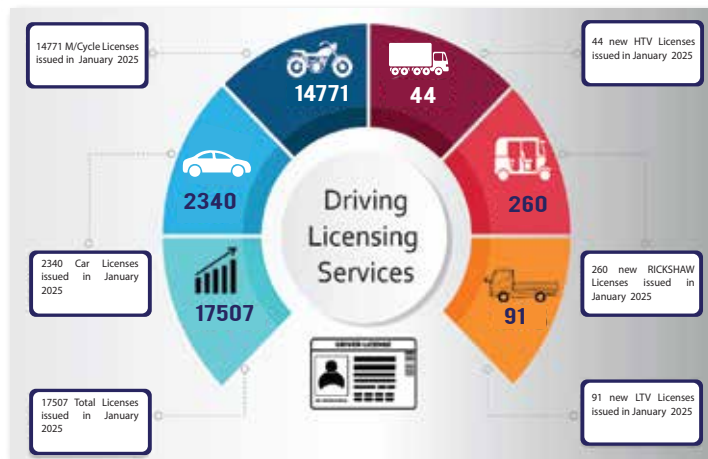 14771 M/Cycle Licenses
issued in January 2025
44 new HTV Licenses
issued in January 2025
14771
44
2340
260
Driving
Licensing
Services
2340 Car Licenses
issued in January
2025
260 new RICKSHAW
Licenses issued in
January 2025
17507
91
DRIVER LICENSE
17507 Total Licenses
issued in January
2025
91 new LTV Licenses
issued in January 2025